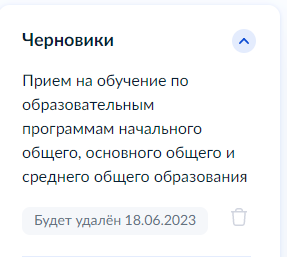 Черновики
Прием на обучение по
образовательным
программам начального
общего, основного общего и
среднего общего образования
Будет удалён 18.06.2023